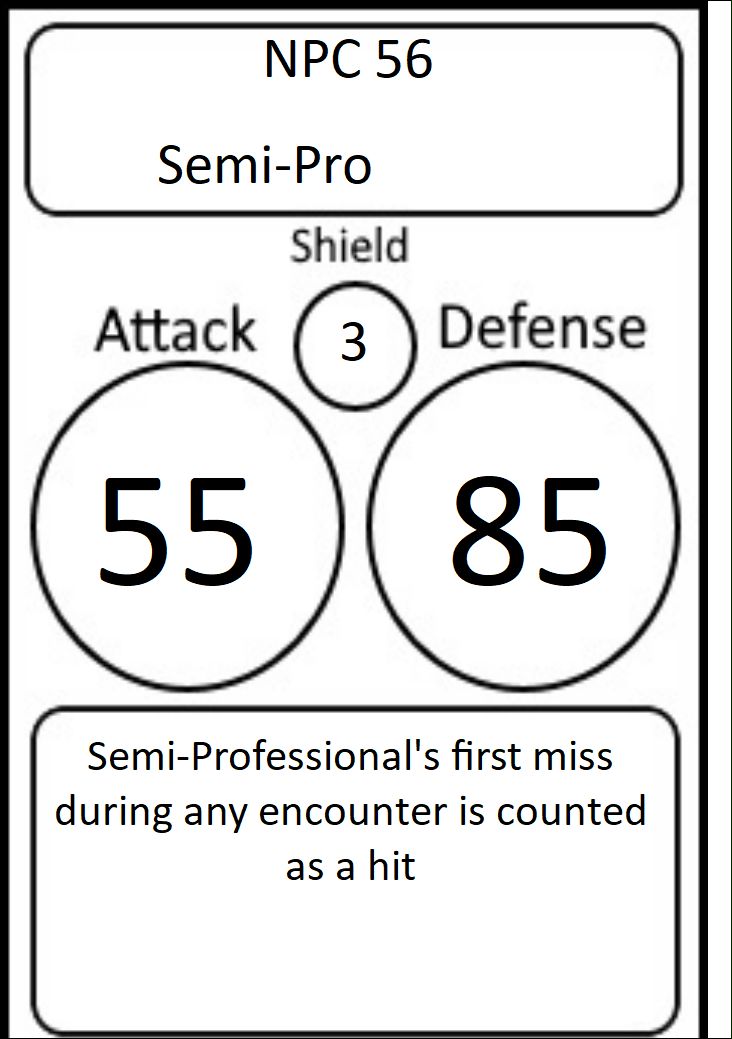 NPC 56
Semi-Pro
Shield
Attack
3
Defense
55
85
Semi-Professional's first miss
during any encounter is counted
as a hit